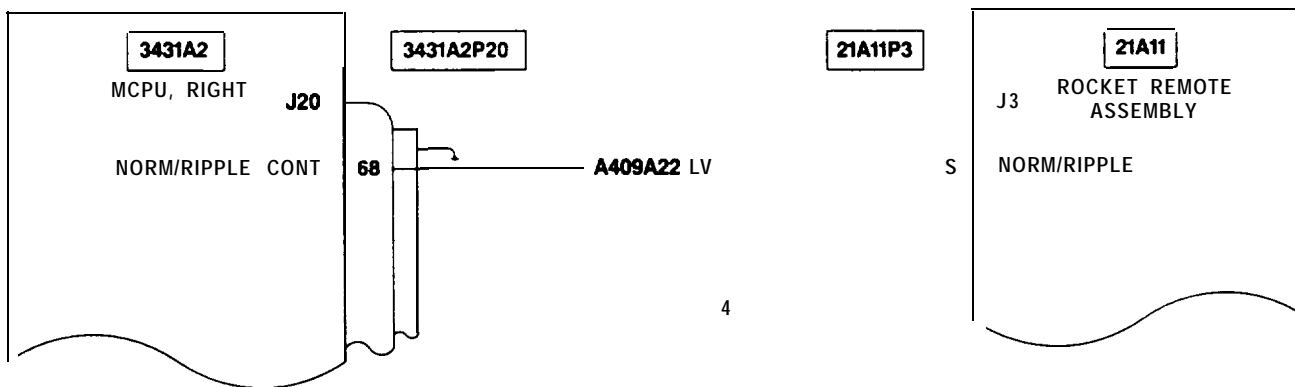 3431A2
3431A2P20
21A11P3
21A11
MCPU, RIGHT
J20
J3
ROCKET REMOTE
ASSEMBLY
NORM/RIPPLE CONT
68
A409A22 LV
S
NORM/RIPPLE
4